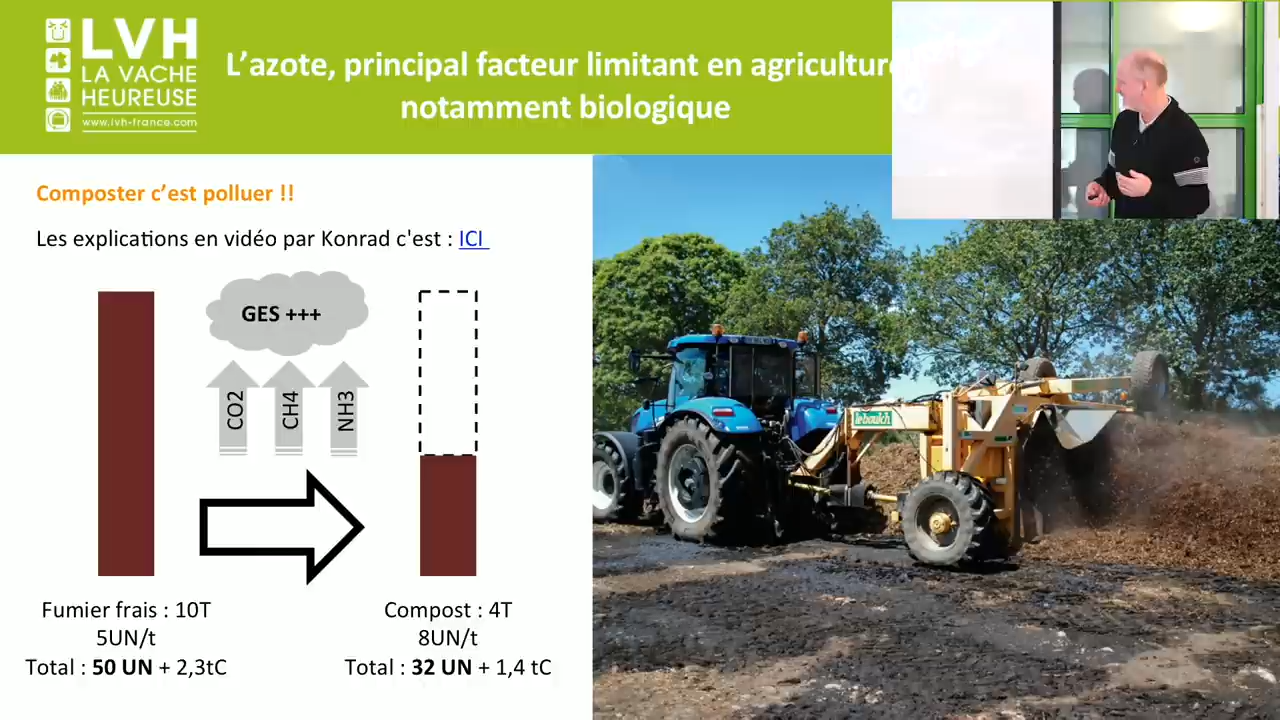 LVH
LA VACHE
HEUREUSE
www.lvh-france.com
L'azote, principal facteur limitant en agriculture
notamment biologique
Composter c'est polluer !!
Les explications en vidéo par Konrad c'est : ICI
GES +++
CO2
CH4
NH3
leboulch
Fumier frais : 10T
5UN/t
Total : 50 UN + 2,3tC
Compost : 4T
8UN/t
Total : 32 UN + 1,4 tC